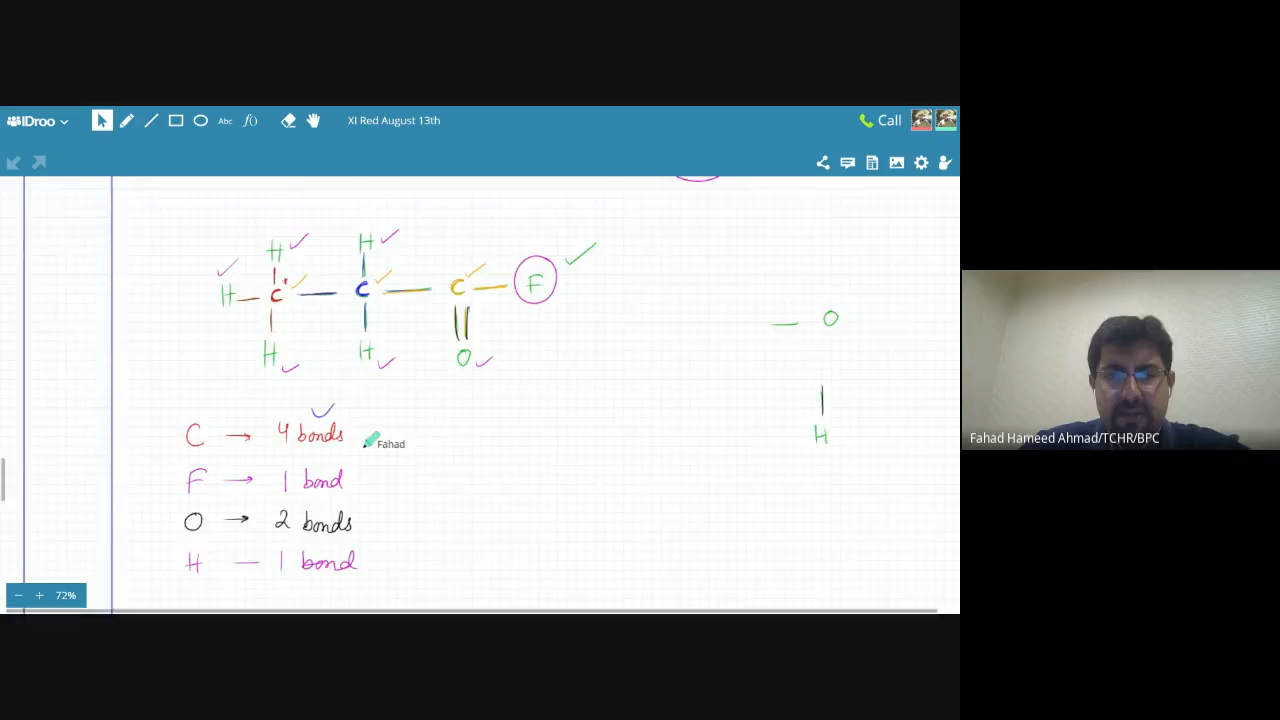 IDroo
Abc
f()
XI Red August 13th
Call
H ✓ H ✓
✓ H — C ✓ — C ✓ — C ✓ — F ✓
H ✓ H ✓ O ✓
— O
H
C → 4 bonds ✓
Fahad
F → 1 bond
O → 2 bonds
H — 1 bond
− + 72%
Fahad Hameed Ahmad/TCHR/BPC